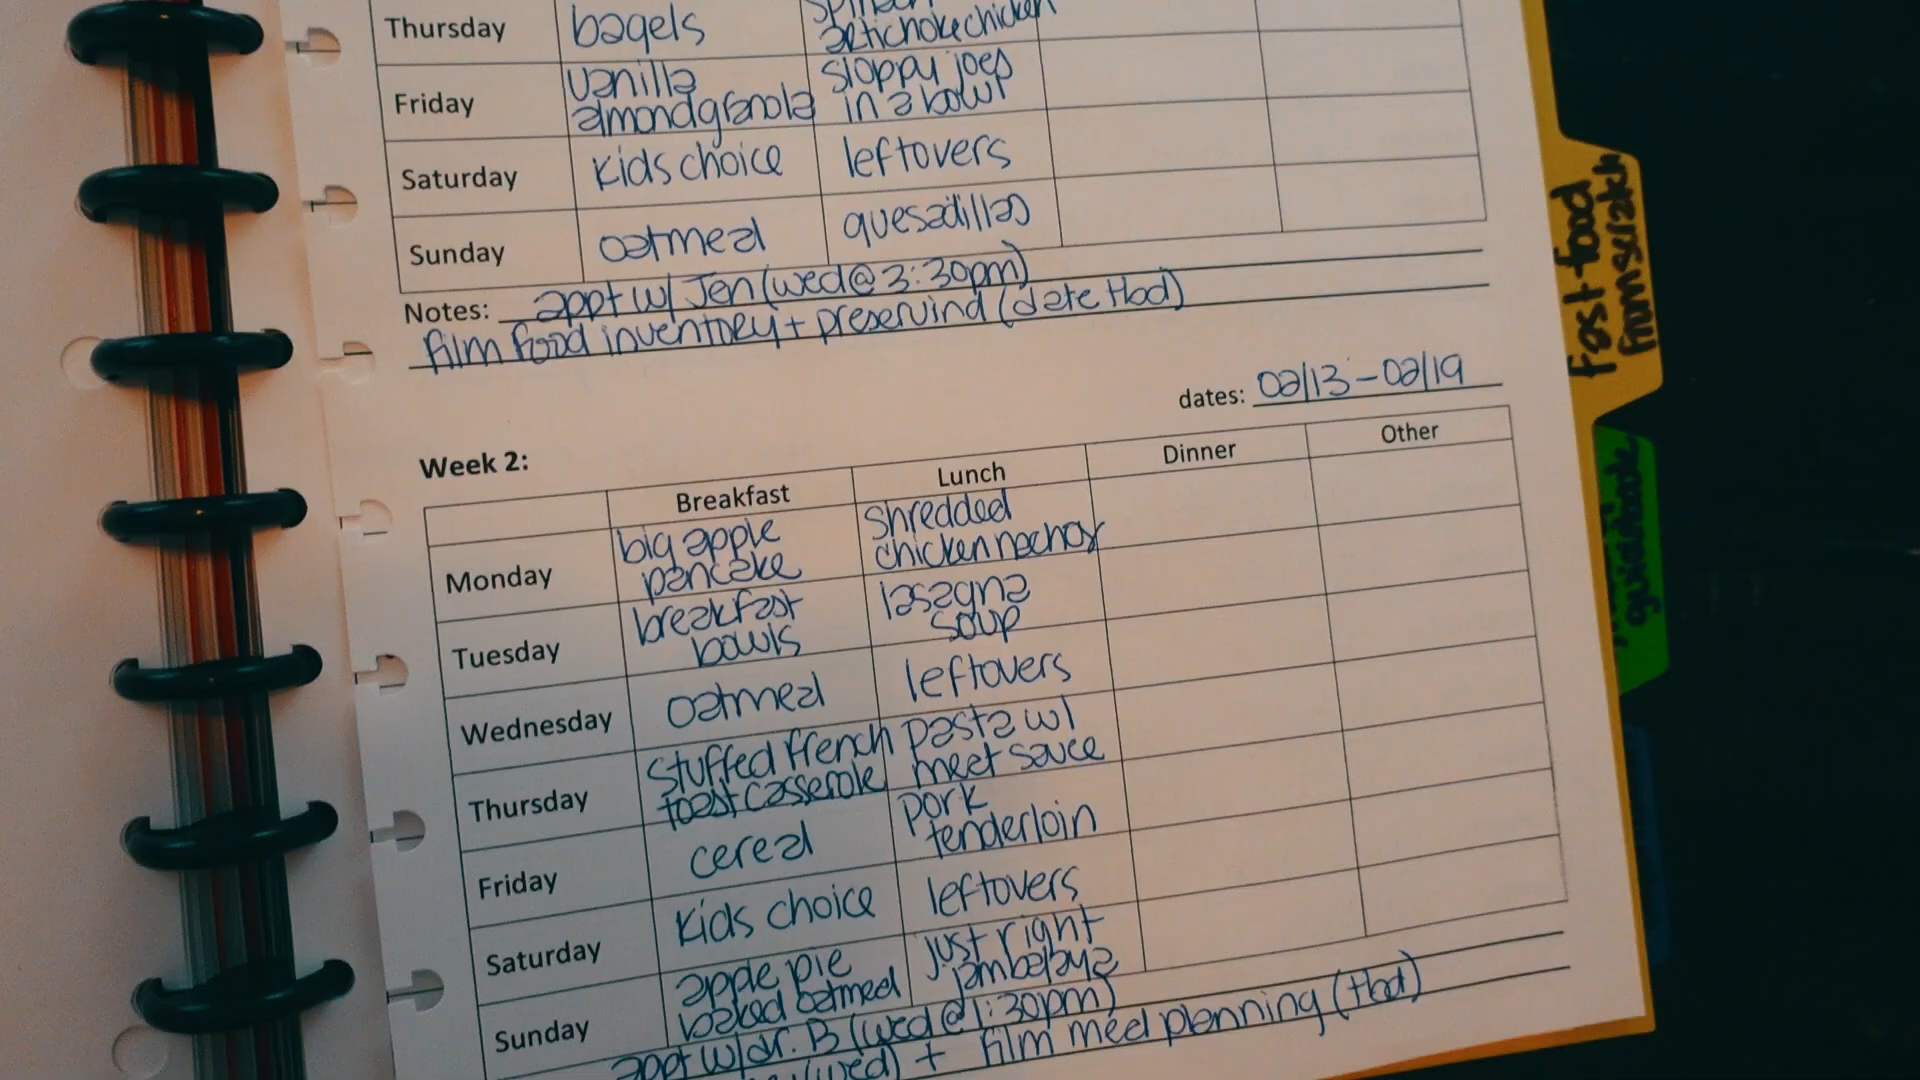 Thursday bagels
artichoke chicken
Friday vanilla almond granola sloppy joes in a bowl
Saturday kids choice leftovers
Sunday oatmeal quesadillas
Notes: appt w/ Jen (wed @ 3:30pm)
film food inventory + preservind (date tbd)
dates: 02/13 - 02/19
Week 2:
Breakfast Lunch Dinner Other
Monday big apple pancake shredded chicken nachos
Tuesday breakfast bowls lasagna soup
Wednesday oatmeal leftovers
Thursday stuffed french toast casserole pasta w/ meat sauce
Friday cereal pork tenderloin
Saturday kids choice leftovers
Sunday apple pie baked oatmeal just right jambalaya
appt w/ dr. B (wed @ 1:30pm)
(wed) + film meal planning (tbd)
fast food
from scratch
guidebook